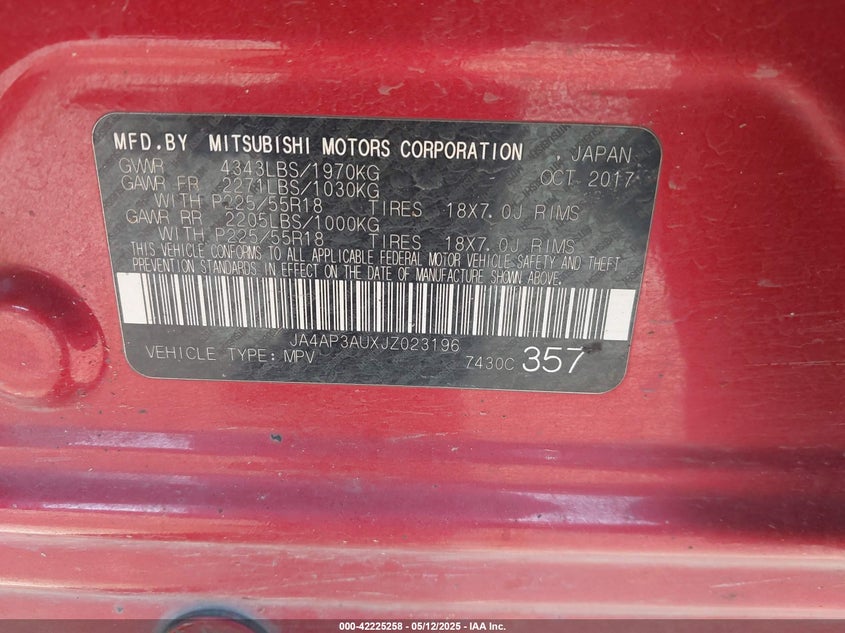 MFD.BY MITSUBISHI MOTORS CORPORATION , JAPAN
GVWR 4343LBS/1970KG OCT 2017
GAWR FR 2271LBS/1030KG
WITH P225/55R18 TIRES 18X7.0J RIMS
GAWR RR 2205LBS/1000KG
WITH P225/55R18 TIRES 18X7.0J RIMS
THIS VEHICLE CONFORMS TO ALL APPLICABLE FEDERAL MOTOR VEHICLE SAFETY AND THEFT
PREVENTION STANDARDS IN EFFECT ON THE DATE OF MANUFACTURE SHOWN ABOVE.
JA4AP3AUXJZ023196
VEHICLE TYPE: MPV Z430C 357
000-42225258 - 05/12/2025 - IAA Inc.